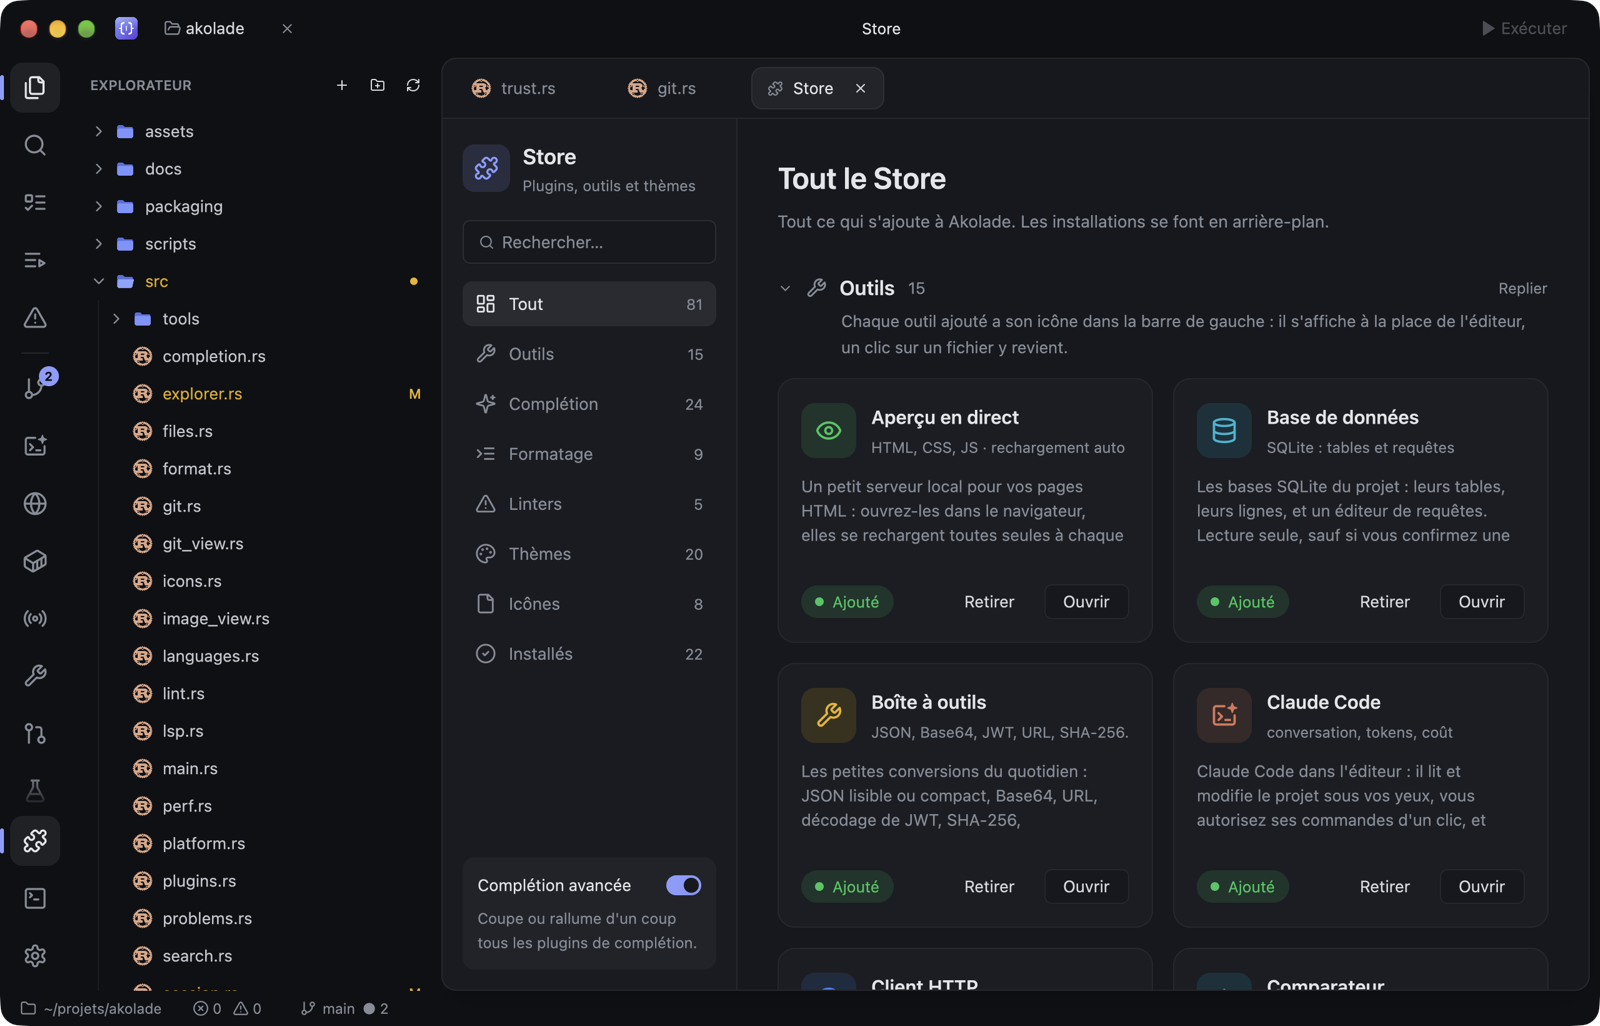 akolade
Store
Exécuter
EXPLORATEUR
assets
docs
packaging
scripts
src
tools
completion.rs
explorer.rs M
files.rs
format.rs
git.rs
git_view.rs
icons.rs
image_view.rs
languages.rs
lint.rs
lsp.rs
main.rs
perf.rs
platform.rs
plugins.rs
problems.rs
search.rs
2
trust.rs
git.rs
Store
Store
Plugins, outils et thèmes
Rechercher...
Tout 81
Outils 15
Complétion 24
Formatage 9
Linters 5
Thèmes 20
Icônes 8
Installés 22
Complétion avancée
Coupe ou rallume d'un coup
tous les plugins de complétion.
Tout le Store
Tout ce qui s'ajoute à Akolade. Les installations se font en arrière-plan.
Outils 15
Replier
Chaque outil ajouté a son icône dans la barre de gauche : il s'affiche à la place de l'éditeur,
un clic sur un fichier y revient.
Aperçu en direct
HTML, CSS, JS · rechargement auto
Un petit serveur local pour vos pages
HTML : ouvrez-les dans le navigateur,
elles se rechargent toutes seules à chaque
Ajouté Retirer Ouvrir
Base de données
SQLite : tables et requêtes
Les bases SQLite du projet : leurs tables,
leurs lignes, et un éditeur de requêtes.
Lecture seule, sauf si vous confirmez une
Ajouté Retirer Ouvrir
Boîte à outils
JSON, Base64, JWT, URL, SHA-256.
Les petites conversions du quotidien :
JSON lisible ou compact, Base64, URL,
décodage de JWT, SHA-256,
Ajouté Retirer Ouvrir
Claude Code
conversation, tokens, coût
Claude Code dans l'éditeur : il lit et
modifie le projet sous vos yeux, vous
autorisez ses commandes d'un clic, et
Ajouté Retirer Ouvrir
Client HTTP
Comparateur
~/projets/akolade 0 0 main 2